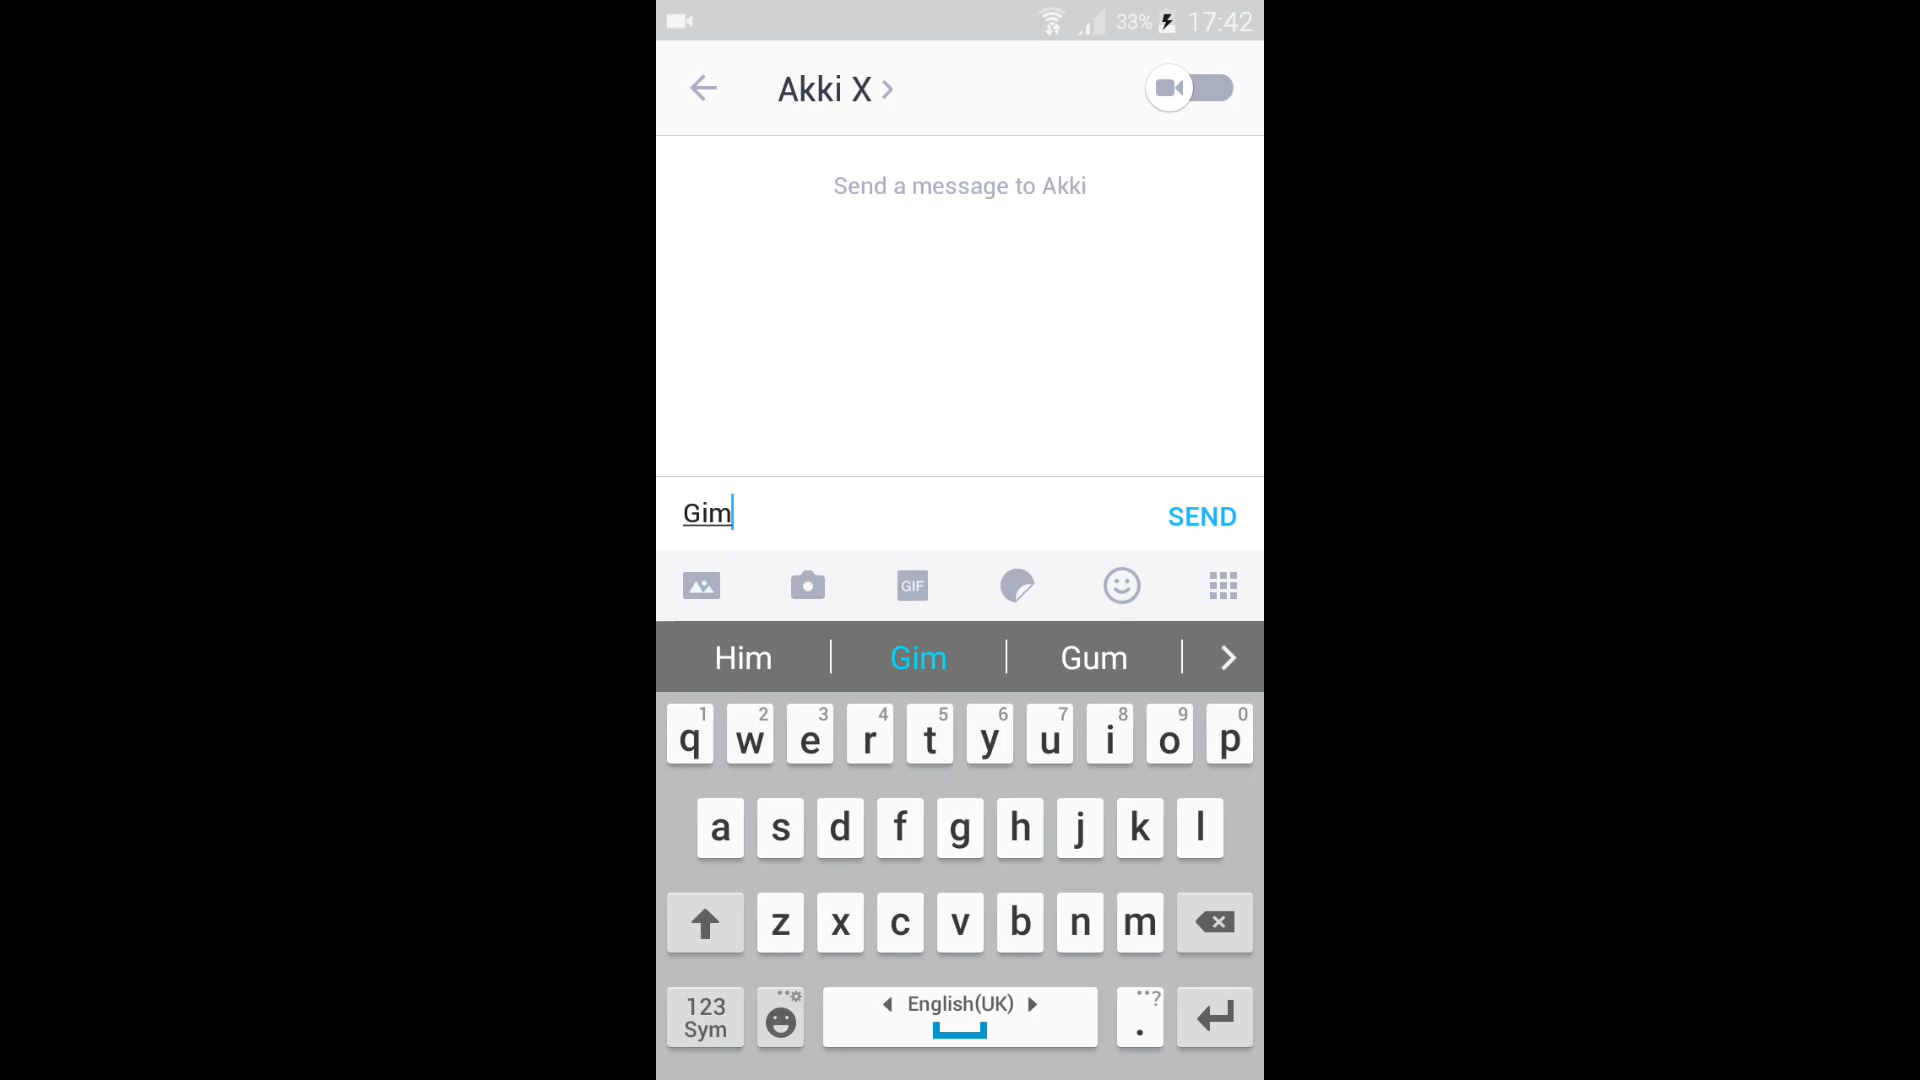 33% 17:42
Akki X
Send a message to Akki
Gim SEND
GIF
Him Gim Gum
1 2 3 4 5 6 7 8 9 0
q w e r t y u i o p
a s d f g h j k l
z x c v b n m
123 Sym English(UK) . ?